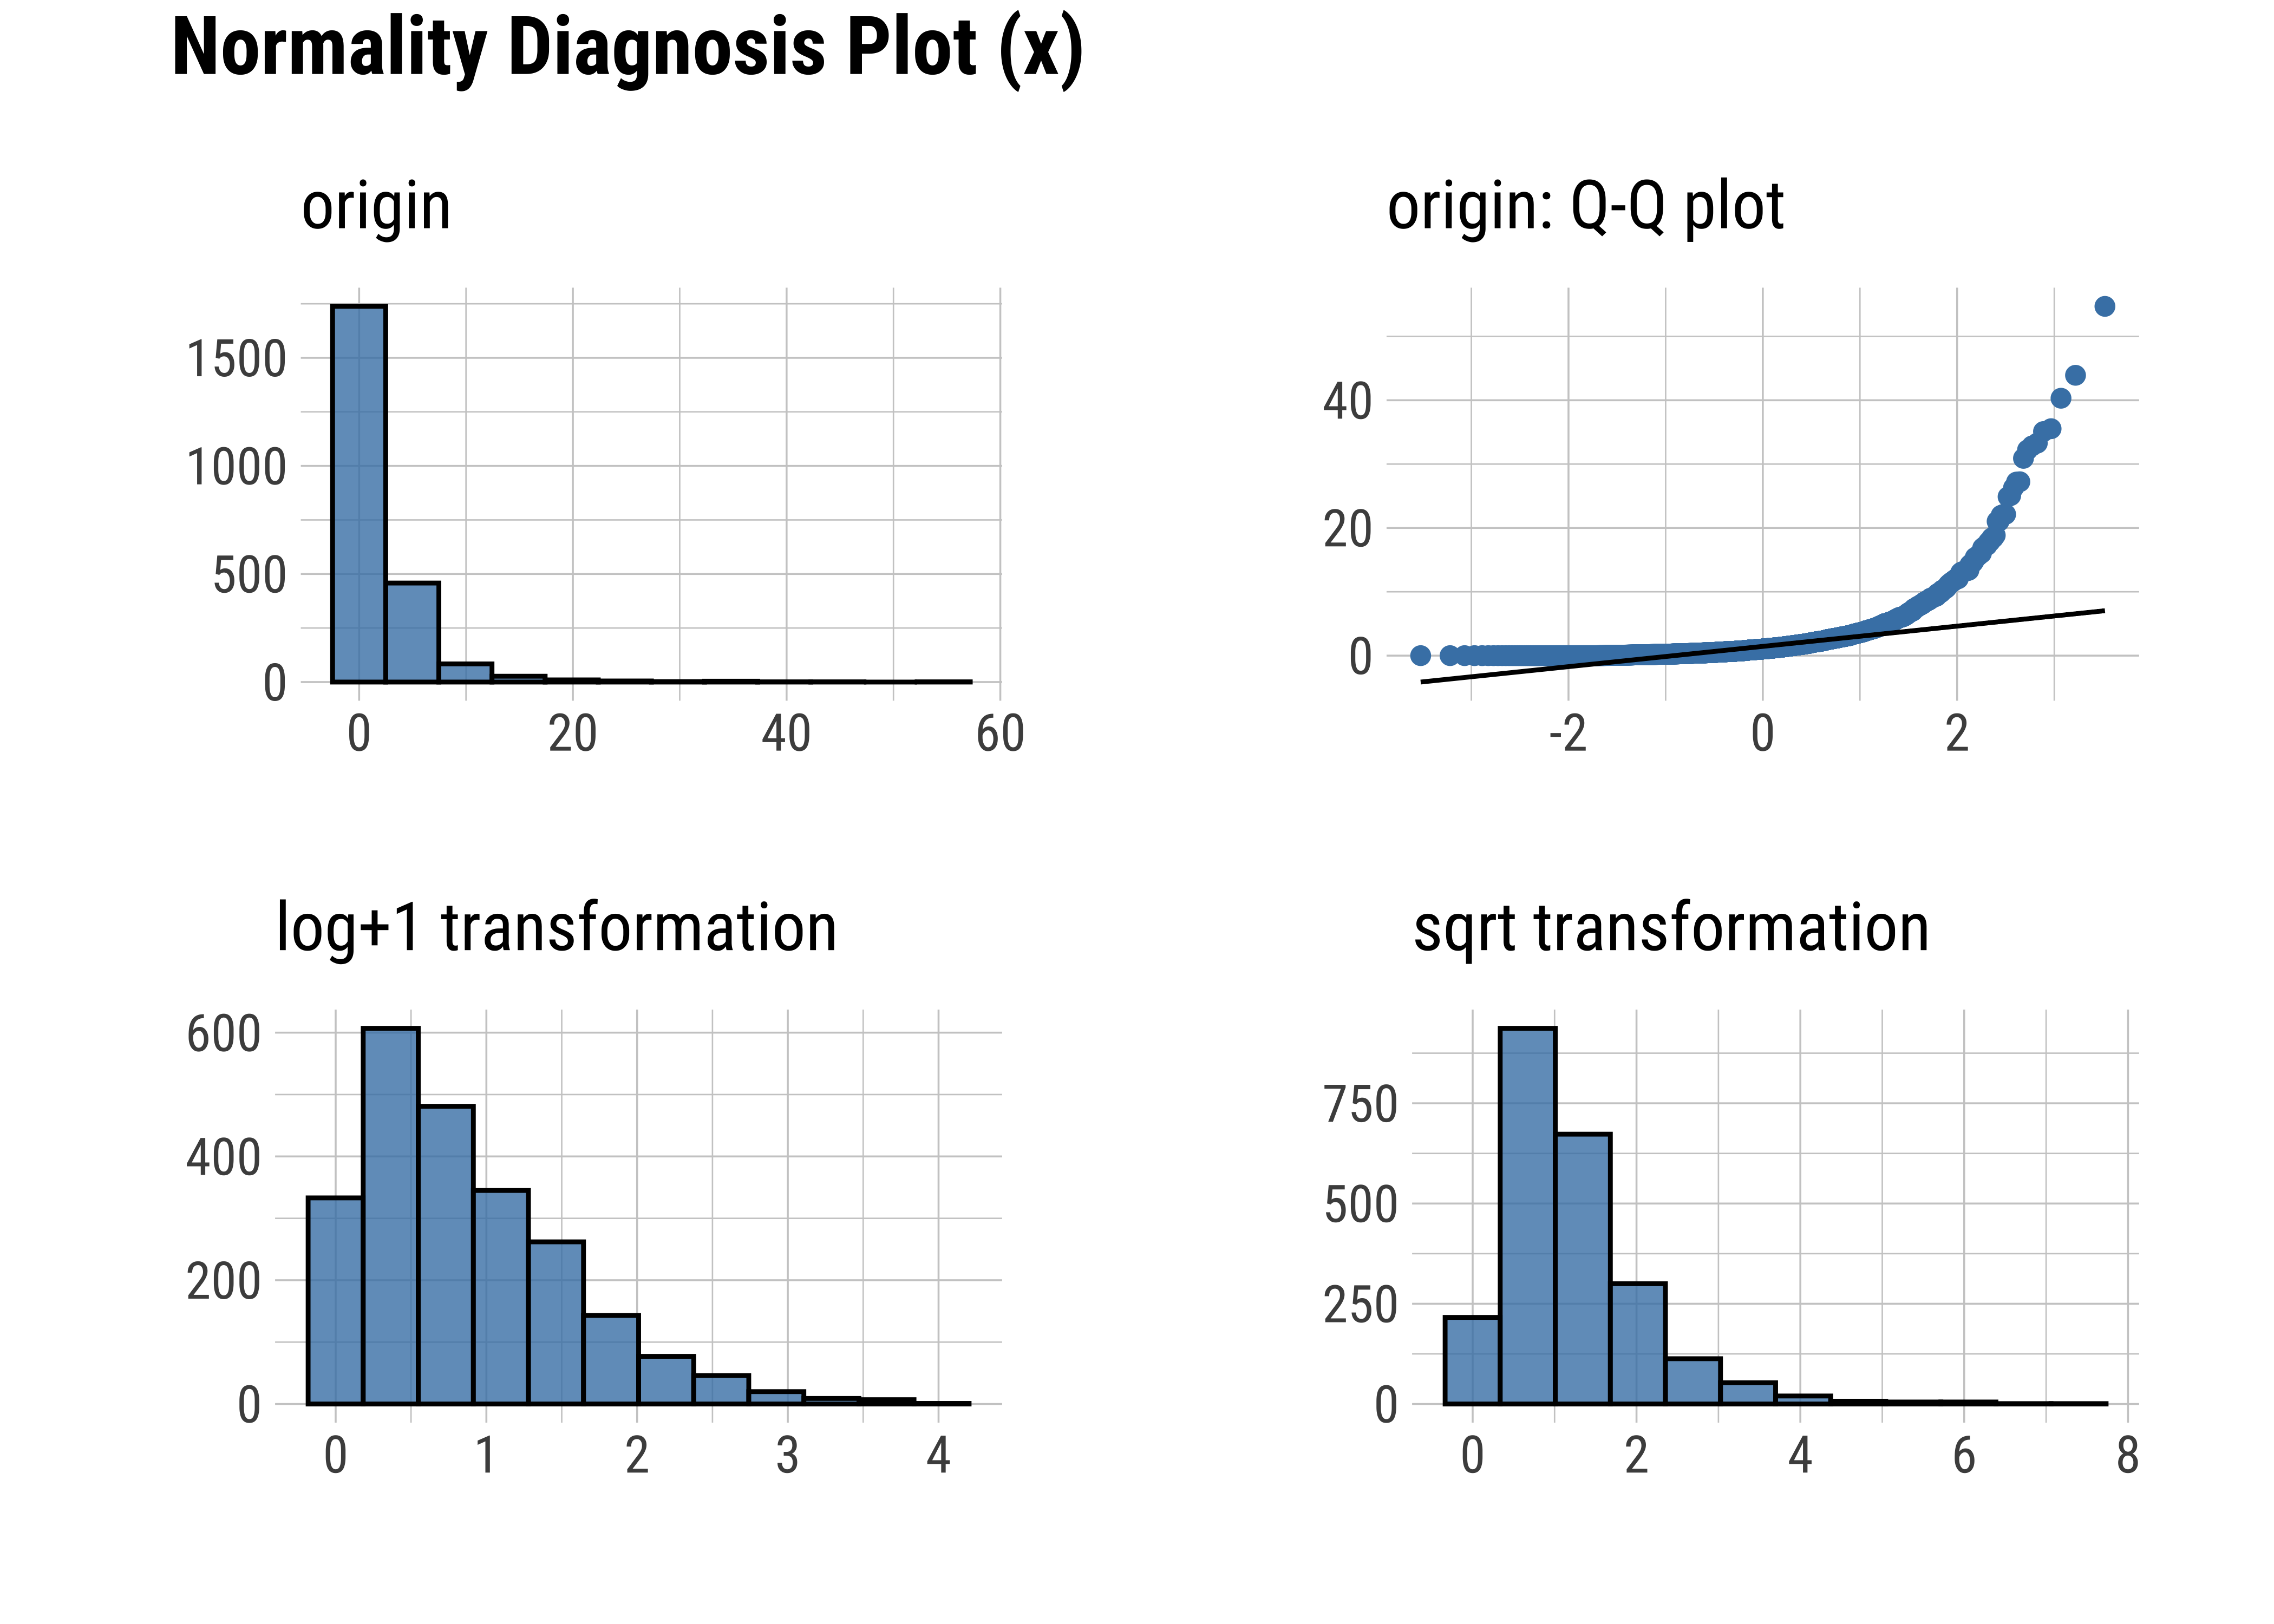 Normality Diagnosis Plot (x)
origin
1500
1000
500
0
0 20 40 60
origin: Q-Q plot
40
20
0
-2 0 2
log+1 transformation
600
400
200
0
0 1 2 3 4
sqrt transformation
750
500
250
0
0 2 4 6 8